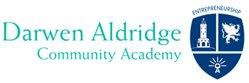 ENTREPRENEURSHIP
Darwen Aldridge
Community Academy